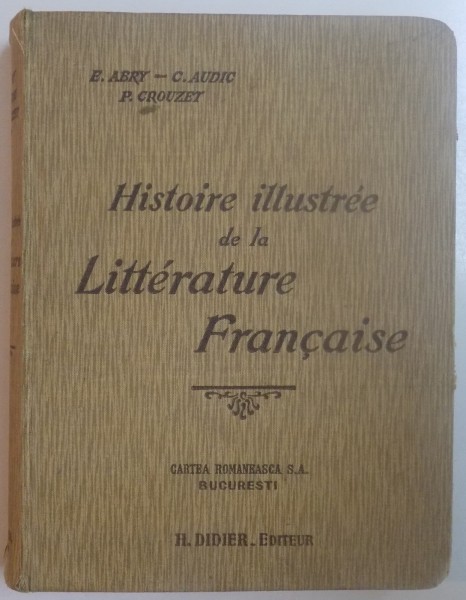 E. ABRY — C. AUDIC
P. CROUZET
Histoire illustrée
de la
Littérature
Française
CARTEA ROMANEASCA S.A.
BUCURESTI
H. DIDIER-EDITEUR